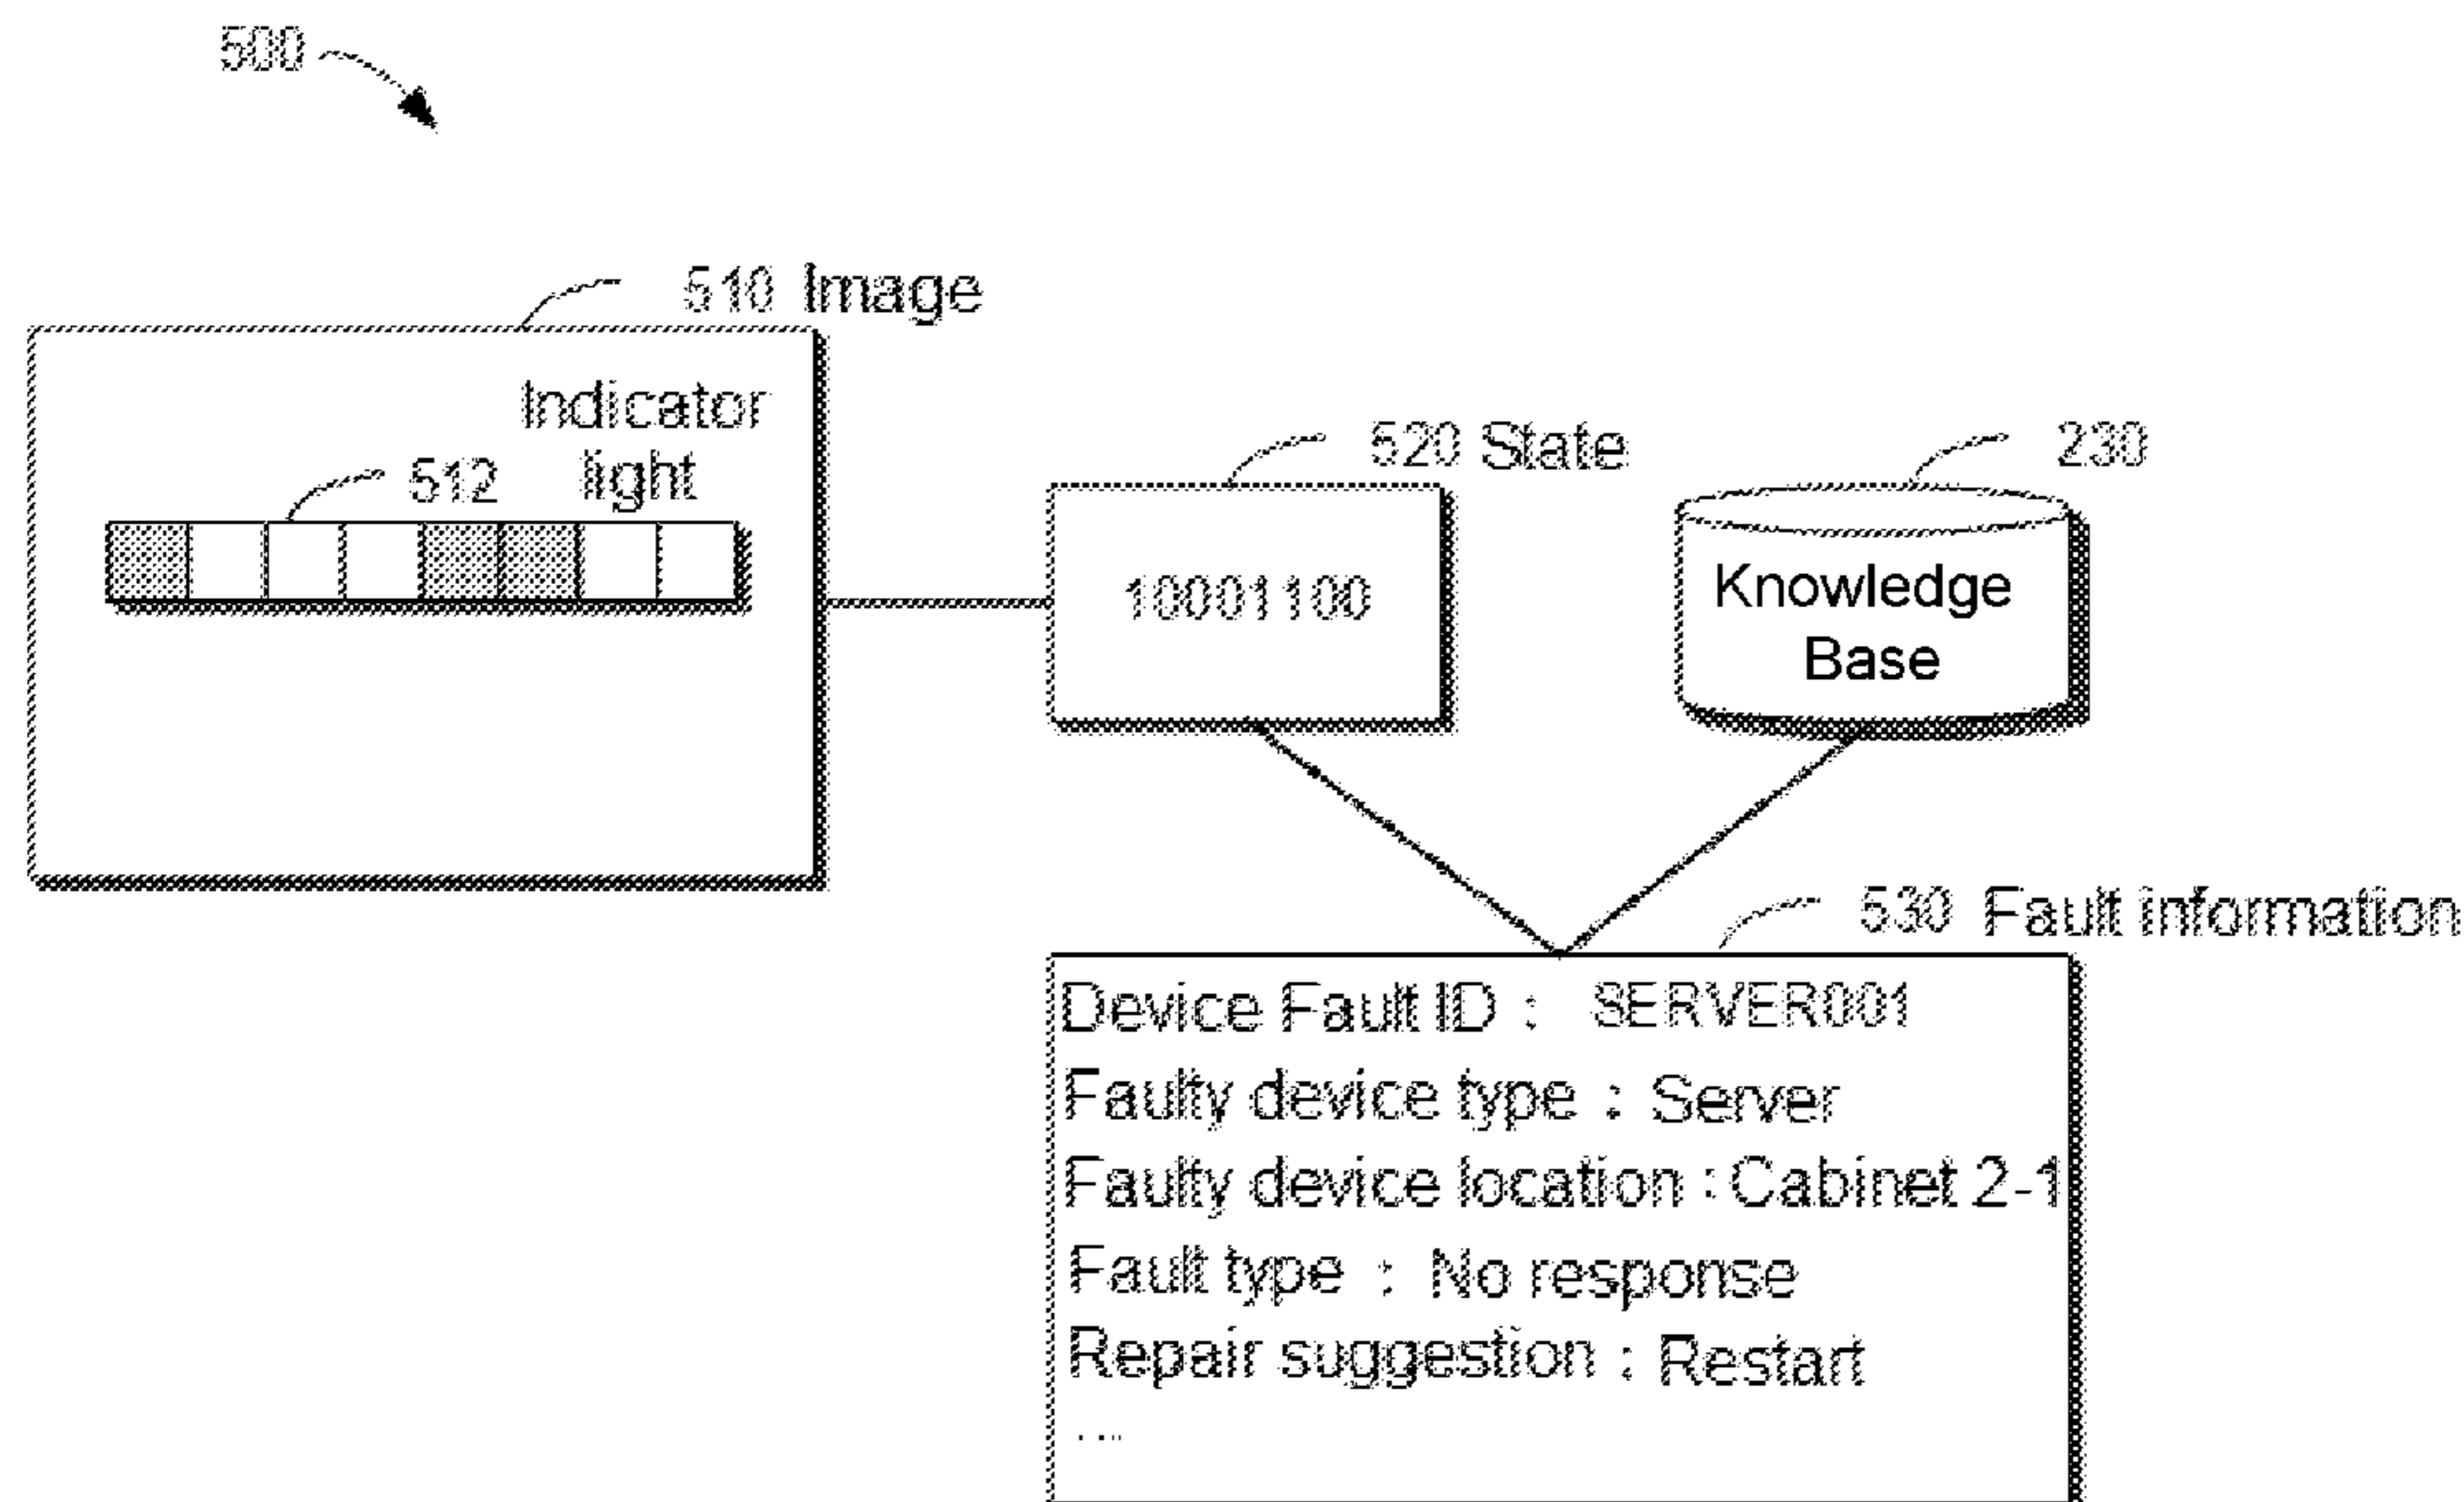 500
510 Image
Indicator
light
512
520 State
230
10001100
Knowledge
Base
530 Fault information
Device Fault ID : SERVER001
Faulty device type : Server
Faulty device location : Cabinet 2-1
Fault type : No response
Repair suggestion : Restart
...